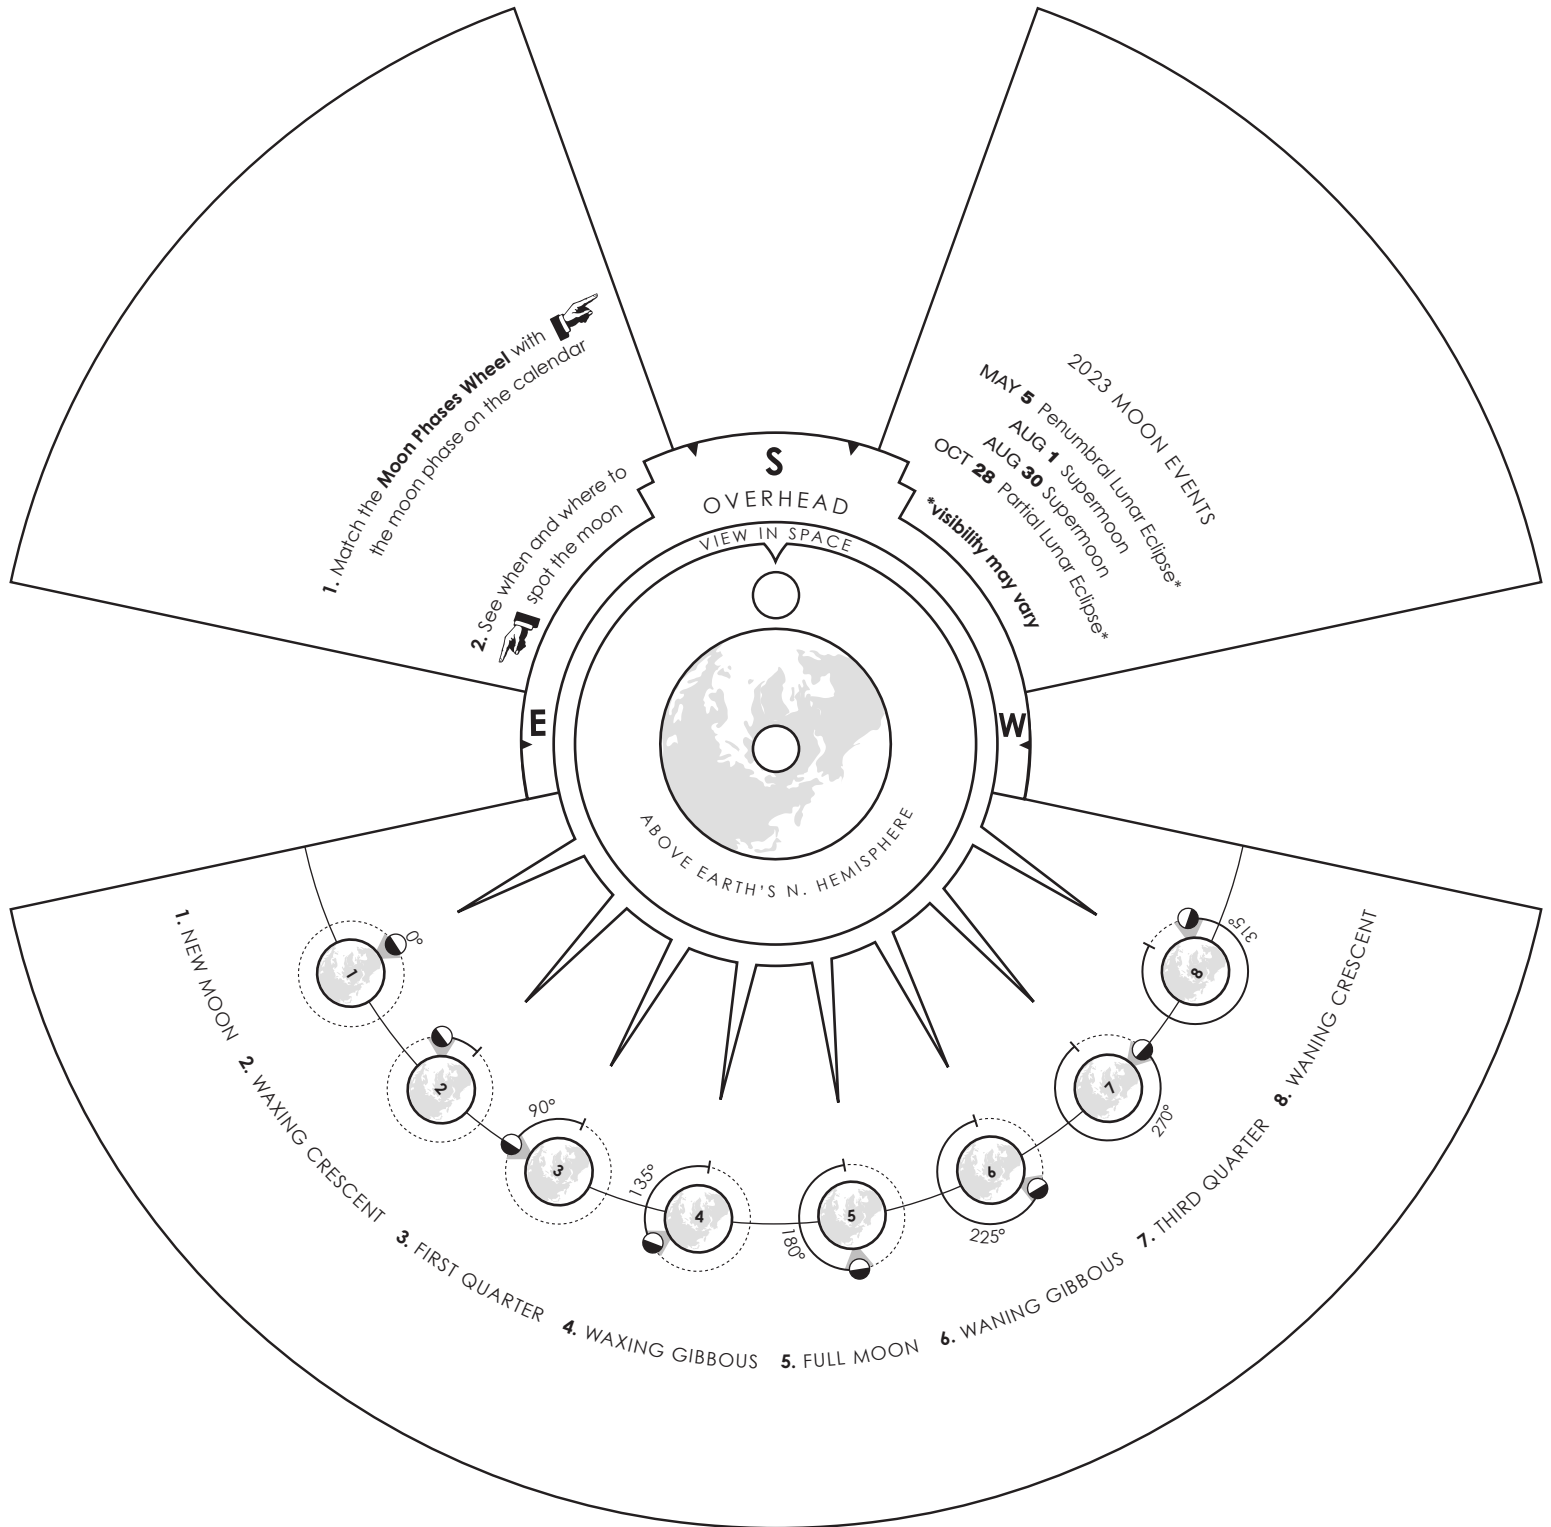 1. Match the Moon Phases Wheel with
the moon phase on the calendar
2. See when and where to
spot the moon
2023 MOON EVENTS
MAY 5 Penumbral Lunar Eclipse*
AUG 1 Supermoon
AUG 30 Supermoon
OCT 28 Partial Lunar Eclipse*
*visibility may vary
S
OVERHEAD
VIEW IN SPACE
E
W
ABOVE EARTH'S N. HEMISPHERE
1
0°
2
3
90°
4
135°
5
180°
6
225°
7
270°
8
315°
1. NEW MOON 2. WAXING CRESCENT 3. FIRST QUARTER 4. WAXING GIBBOUS 5. FULL MOON 6. WANING GIBBOUS 7. THIRD QUARTER 8. WANING CRESCENT